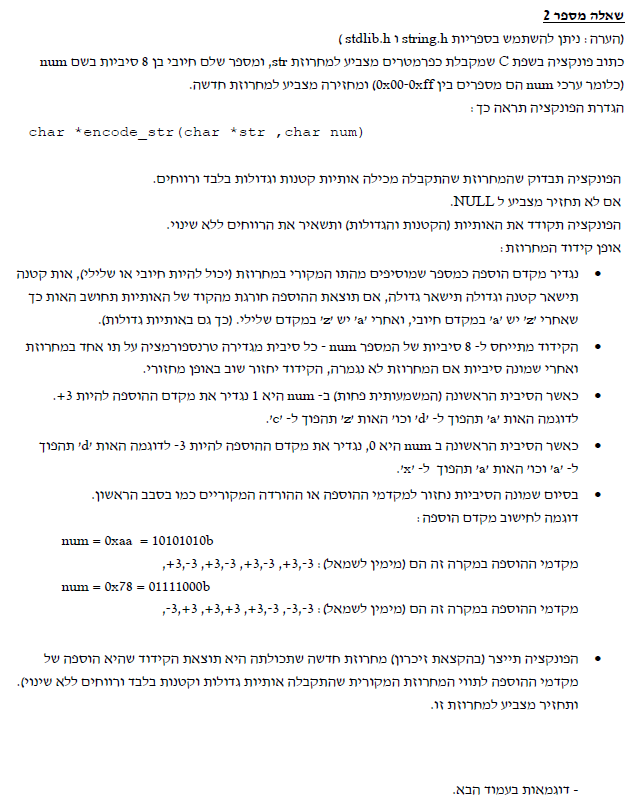 שאלה מספר 2
(הערה: ניתן להשתמש בספריות string.h ו stdlib.h )
כתוב פונקציה בשפת C שמקבלת כפרמטרים מצביע למחרוזת str, ומספר שלם חיובי בן 8 סיביות בשם num
(כלומר ערכי num הם מספרים בין 0x00-0xff) ומחזירה מצביע למחרוזת חדשה.
הגדרת הפונקציה תראה כך:
char *encode_str(char *str ,char num)
הפונקציה תבדוק שהמחרוזת שהתקבלה מכילה אותיות קטנות וגדולות בלבד ורווחים.
אם לא תחזיר מצביע ל NULL.
הפונקציה תקודד את האותיות (הקטנות והגדולות) ותשאיר את הרווחים ללא שינוי.
אופן קידוד המחרוזת:
• נגדיר מקדם הוספה כמספר שמוסיפים מהתו המקורי במחרוזת (יכול להיות חיובי או שלילי), אות קטנה
תישאר קטנה וגדולה תישאר גדולה, אם תוצאת ההוספה חורגת מהקוד של האותיות תחושב האות כך
שאחרי 'z' יש 'a' במקדם חיובי, ואחרי 'a' יש 'z' במקדם שלילי. (כך גם באותיות גדולות).
• הקידוד מתייחס ל- 8 סיביות של המספר num - כל סיבית מגדירה טרנספורמציה על תו אחד במחרוזת
ואחרי שמונה סיביות אם המחרוזת לא נגמרה, הקידוד יחזור שוב באופן מחזורי.
• כאשר הסיבית הראשונה (המשמעותית פחות) ב- num היא 1 נגדיר את מקדם ההוספה להיות 3+.
לדוגמה האות 'a' תהפוך ל- 'd' וכו' האות 'z' תהפוך ל- 'c'.
• כאשר הסיבית הראשונה ב num היא 0, נגדיר את מקדם ההוספה להיות 3- לדוגמה האות 'd' תהפוך
ל- 'a' וכו' האות 'a' תהפוך ל- 'x'.
• בסיום שמונה הסיביות נחזור למקדמי ההוספה או ההורדה המקוריים כמו בסבב הראשון.
דוגמה לחישוב מקדם הוספה:
num = 0xaa = 10101010b
מקדמי ההוספה במקרה זה הם (מימין לשמאל): 3-,3+, 3-,3+, 3-,3+, 3-,3+,
num = 0x78 = 01111000b
מקדמי ההוספה במקרה זה הם (מימין לשמאל): 3-,3-, 3-,3+, 3+,3+, 3+,3-,
• הפונקציה תייצר (בהקצאת זיכרון) מחרוזת חדשה שתכולתה היא תוצאת הקידוד שהיא הוספה של
מקדמי ההוספה לתווי המחרוזת המקורית שהתקבלה אותיות גדולות וקטנות בלבד ורווחים ללא שינוי).
ותחזיר מצביע למחרוזת זו.
- דוגמאות בעמוד הבא.